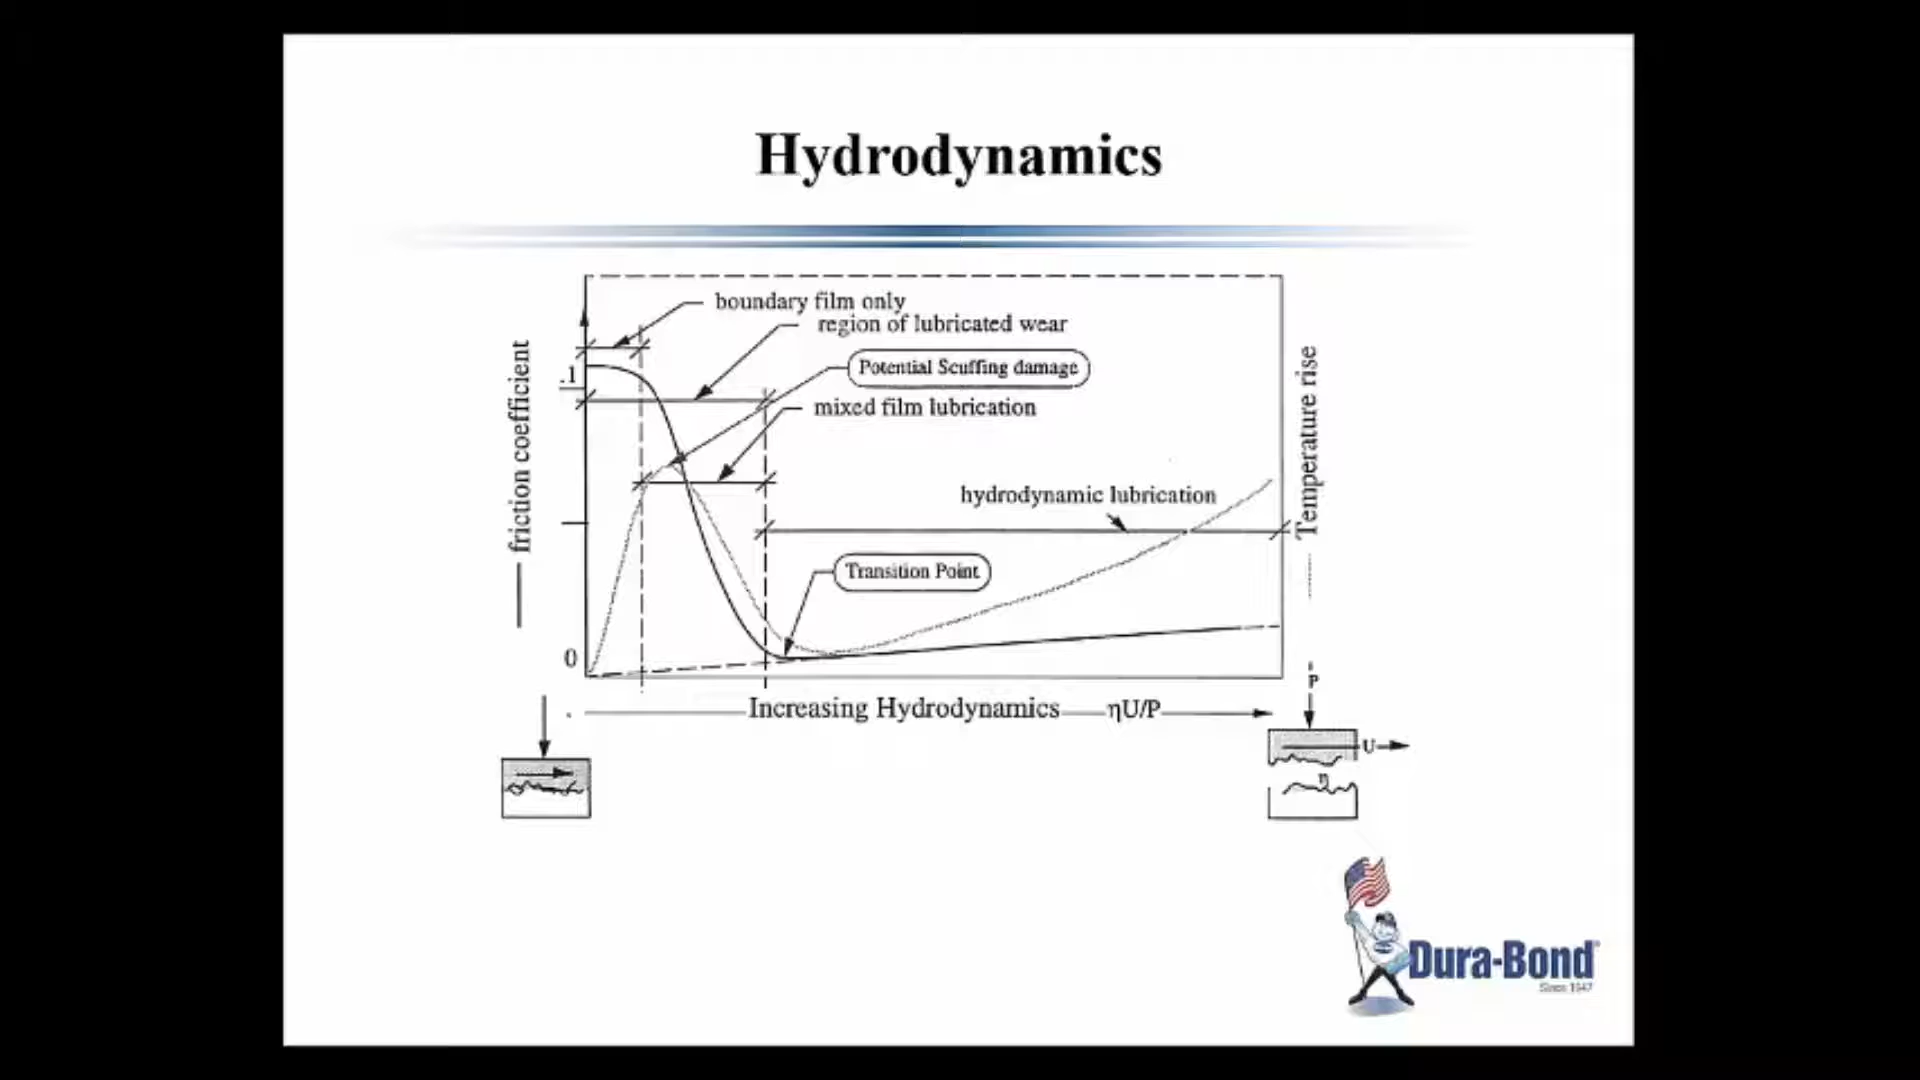 Hydrodynamics
boundary film only
region of lubricated wear
Potential Scuffing damage
mixed film lubrication
hydrodynamic lubrication
Transition Point
friction coefficient
Temperature rise
.1
0
Increasing Hydrodynamics ηU/P
P
U
η
Dura-Bond®
Since 1947